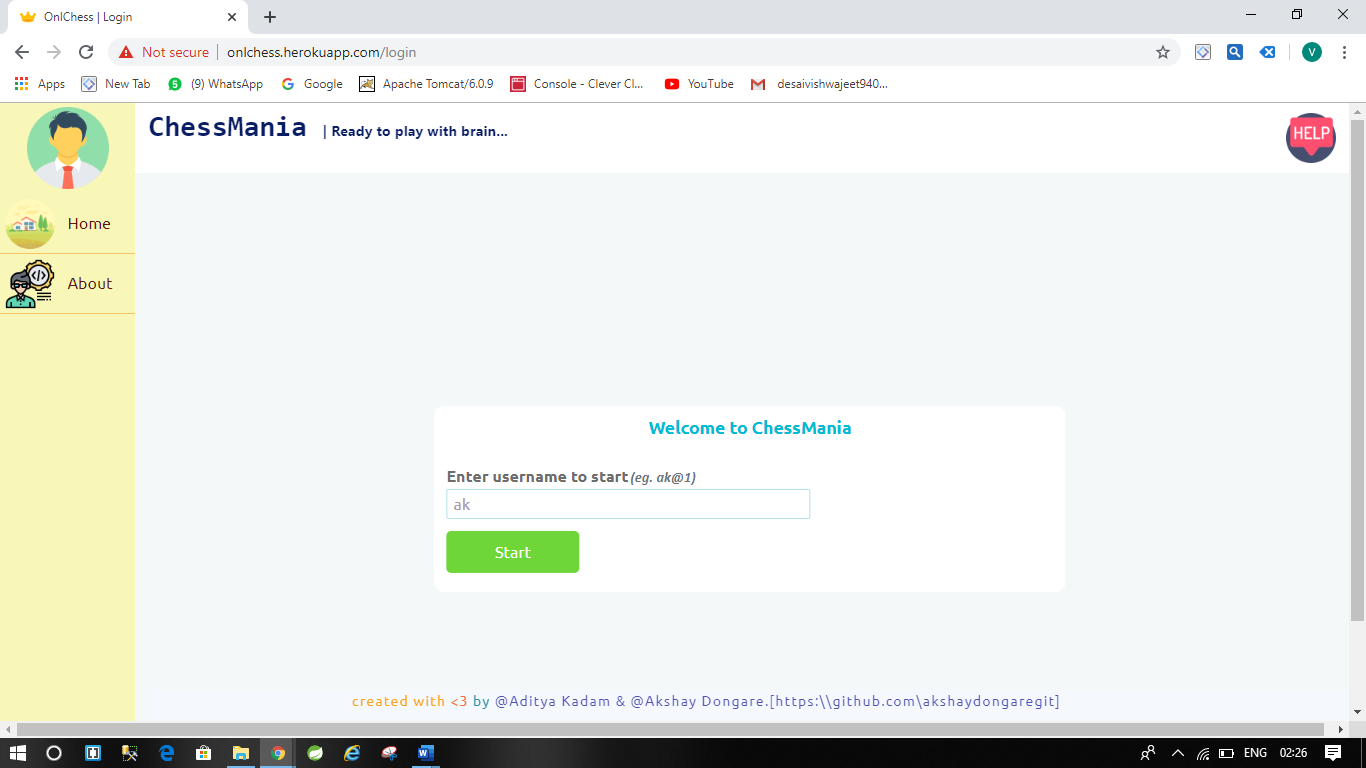 OnlChess | Login
Not secure | onlchess.herokuapp.com/login
V
Apps New Tab (9) WhatsApp Google Apache Tomcat/6.0.9 Console - Clever Cl... YouTube desaivishwajeet940...
ChessMania | Ready to play with brain...
HELP
Home
About
Welcome to ChessMania
Enter username to start (eg. ak@1)
ak
Start
created with <3 by @Aditya Kadam & @Akshay Dongare.[https:\\github.com\akshaydongaregit]
ENG 02:26